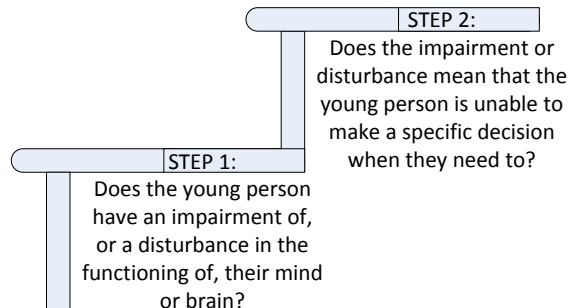 STEP 2:
Does the impairment or
disturbance mean that the
young person is unable to
make a specific decision
when they need to?
STEP 1:
Does the young person
have an impairment of,
or a disturbance in the
functioning of, their mind
or brain?